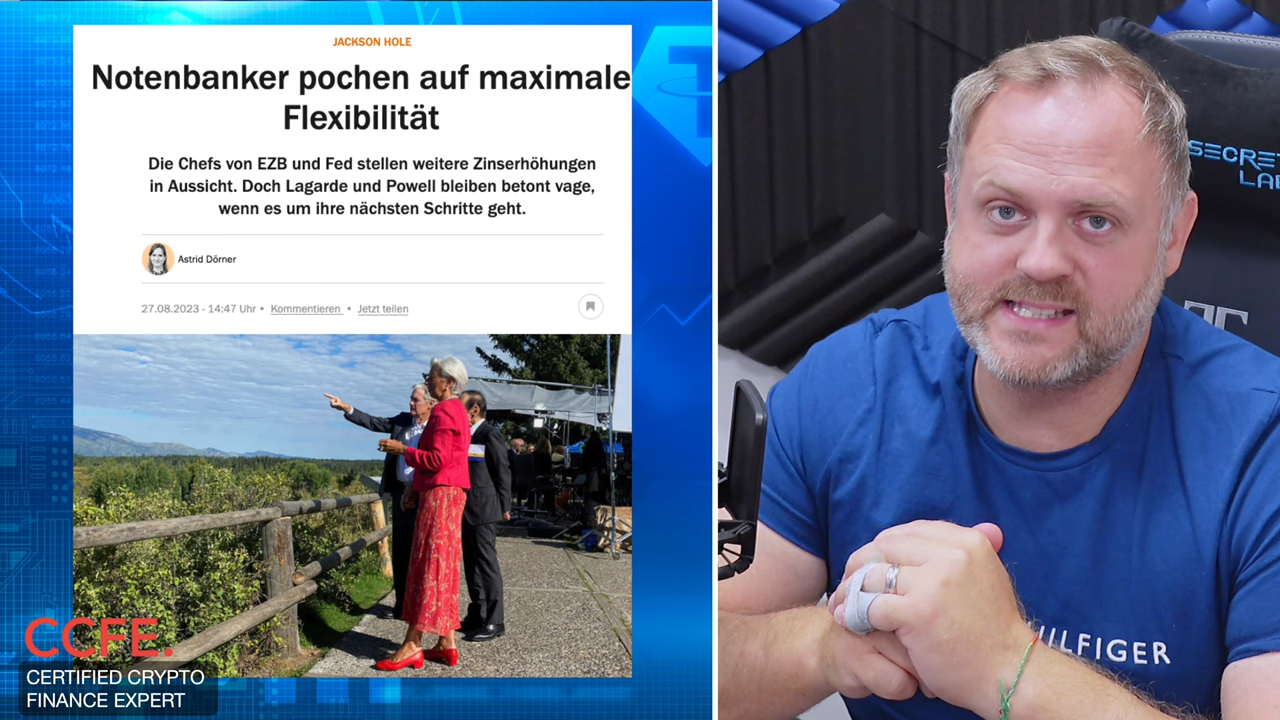 JACKSON HOLE
Notenbanker pochen auf maximale
Flexibilität
Die Chefs von EZB und Fed stellen weitere Zinserhöhungen
in Aussicht. Doch Lagarde und Powell bleiben betont vage,
wenn es um ihre nächsten Schritte geht.
Astrid Dörner
27.08.2023 - 14:47 Uhr • Kommentieren • Jetzt teilen
CCFE.
CERTIFIED CRYPTO
FINANCE EXPERT
SECRET
LA
HILFIGER